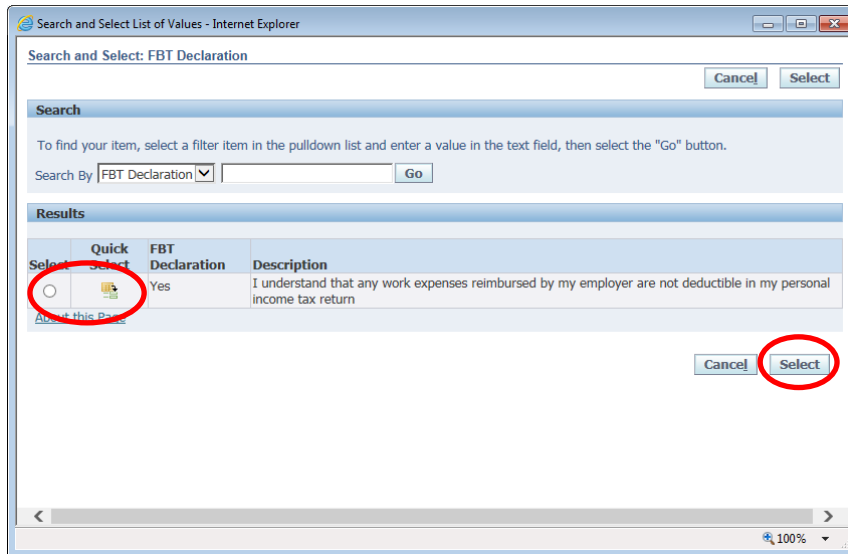 Search and Select List of Values - Internet Explorer
Search and Select: FBT Declaration
Cancel Select
Search
To find your item, select a filter item in the pulldown list and enter a value in the text field, then select the "Go" button.
Search By FBT Declaration Go
Results
Select Quick Select FBT Declaration Description
Yes I understand that any work expenses reimbursed by my employer are not deductible in my personal
income tax return
About this Page
Cancel Select
100%